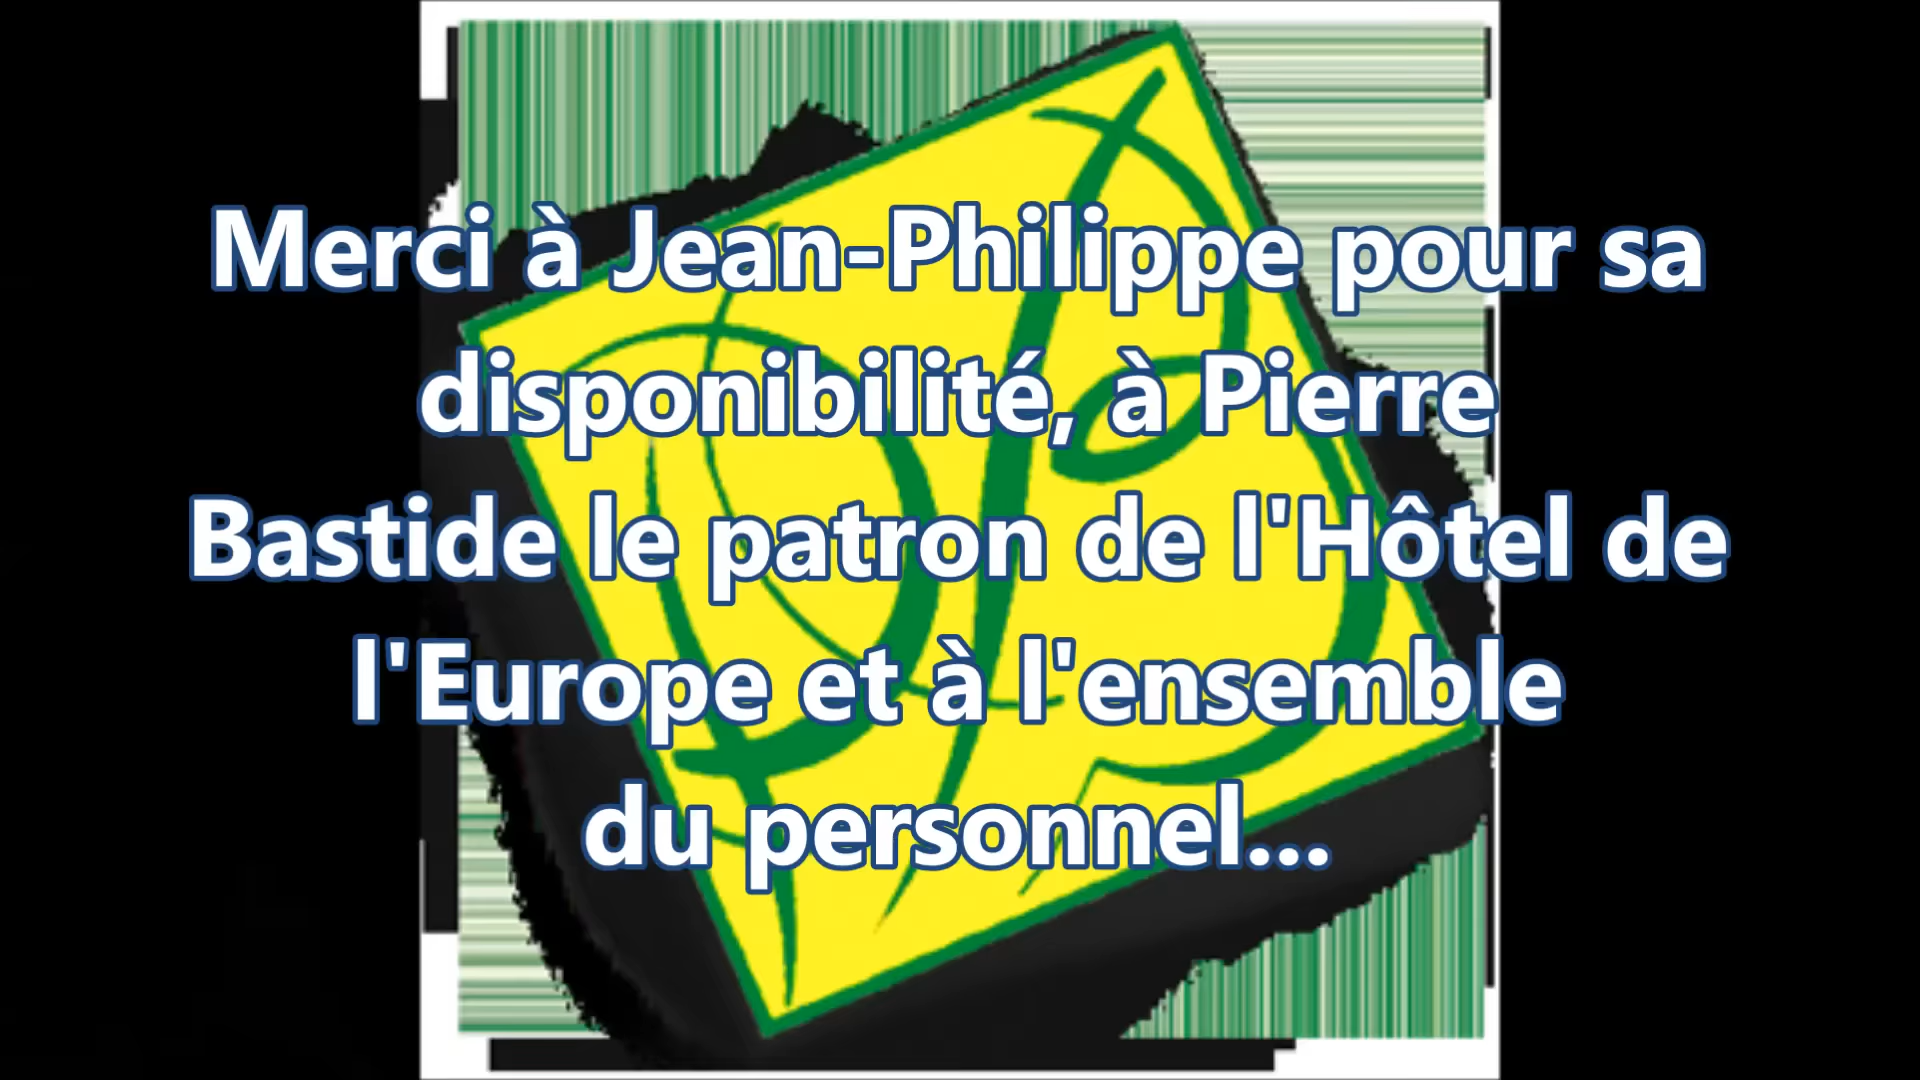 Merci à Jean-Philippe pour sa
disponibilité, à Pierre
Bastide le patron de l'Hôtel de
l'Europe et à l'ensemble
du personnel...